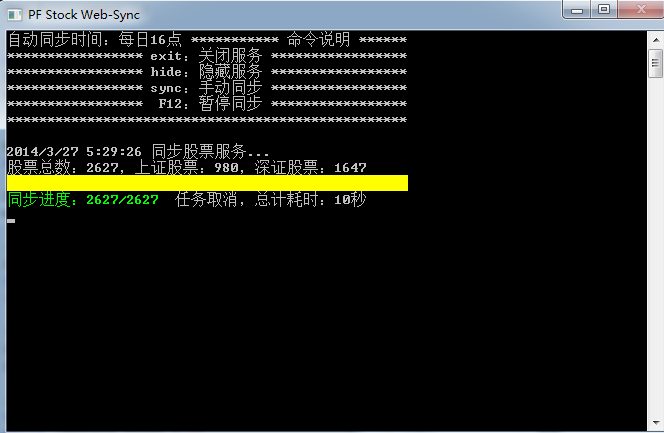 PF Stock Web-Sync
自动同步时间：每日16点 *********** 命令说明 ******
***************** exit：关闭服务 *****************
***************** hide：隐藏服务 *****************
***************** sync：手动同步 *****************
*****************  F12：暂停同步 *****************
**************************************************
2014/3/27 5:29:26 同步股票服务...
股票总数：2627，上证股票：980，深证股票：1647
同步进度：2627/2627  任务取消，总计耗时：10秒